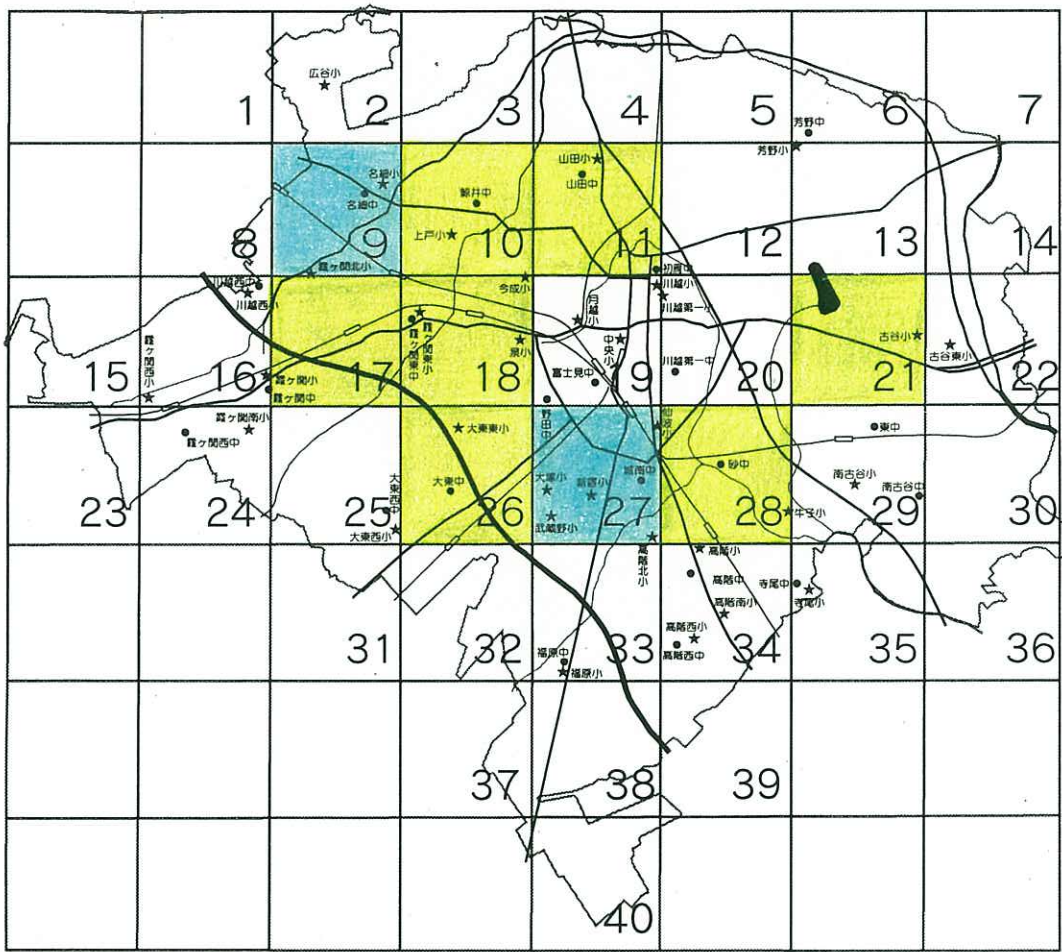 広谷小
1
2
3
4
5
6
7
芳野中
芳野小
山田小
山田中
名細小
名細中
鯨井中
上戸小
8
9
10
11
12
13
14
霞ヶ関北小
川越西中
川越西小
今成小
月越小
初雁中
川越小
川越第一小
霞ヶ関東小
霞ヶ関東中
泉小
中央小
富士見中
川越第一中
古谷小
古谷東小
霞ヶ関西小
霞ヶ関小
霞ヶ関中
15
16
17
18
9
20
21
22
霞ヶ関南小
霞ヶ関西中
大東東小
大東中
大東西中
大東西小
野田中
仙波小
大塚小
新宿小
城南中
武蔵野小
高階北小
砂中
東中
南古谷小
南古谷中
牛子小
23
24
25
26
27
28
29
30
高階小
高階中
高階南小
高階西小
高階西中
寺尾中
寺尾小
福原中
福原小
31
32
33
34
35
36
37
38
39
40